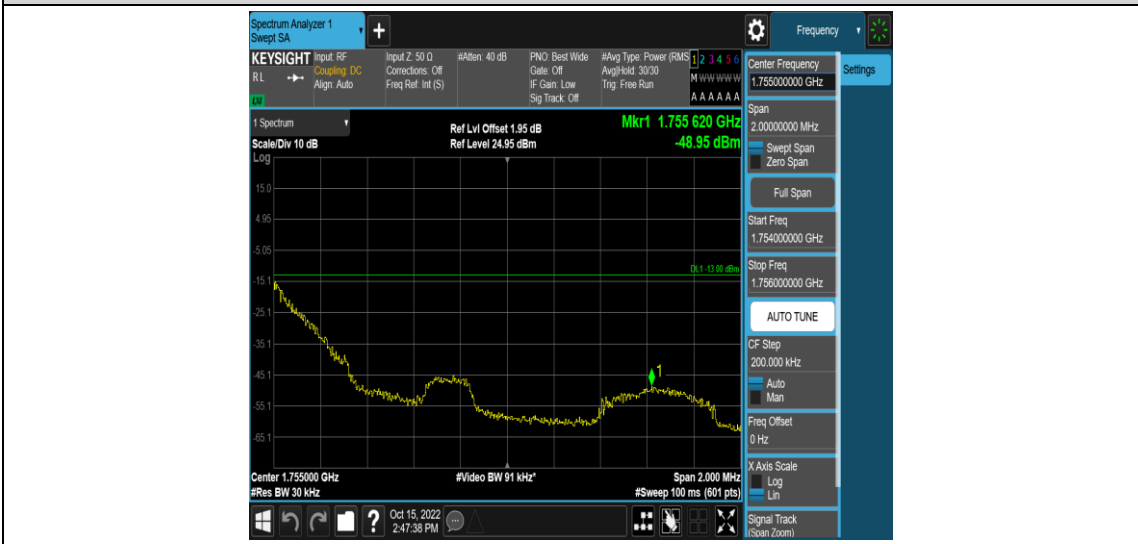 Spectrum Analyzer 1
Swept SA
+
Frequency
KEYSIGHT
RL
Input: RF
Coupling: DC
Align: Auto
Input Z: 50 Ω
Corrections: Off
Freq Ref: Int (S)
#Atten: 40 dB
PNO: Best Wide
Gate: Off
IF Gain: Low
Sig Track: Off
#Avg Type: Power (RMS
Avg|Hold: 30/30
Trig: Free Run
1 2 3 4 5 6
M W W W W W
A A A A A A
1 Spectrum
Scale/Div 10 dB
Log
Ref Lvl Offset 1.95 dB
Ref Level 24.95 dBm
Mkr1 1.755 620 GHz
-48.95 dBm
15.0
4.95
-5.05
-15.1
-25.1
-35.1
-45.1
-55.1
-65.1
DL1 -13.00 dBm
1
Center 1.755000 GHz
#Res BW 30 kHz
#Video BW 91 kHz*
Span 2.000 MHz
#Sweep 100 ms (601 pts)
Oct 15, 2022
2:47:38 PM
?
Center Frequency
1.755000000 GHz
Settings
Span
2.00000000 MHz
Swept Span
Zero Span
Full Span
Start Freq
1.754000000 GHz
Stop Freq
1.756000000 GHz
AUTO TUNE
CF Step
200.000 kHz
Auto
Man
Freq Offset
0 Hz
X Axis Scale
Log
Lin
Signal Track
(Span Zoom)